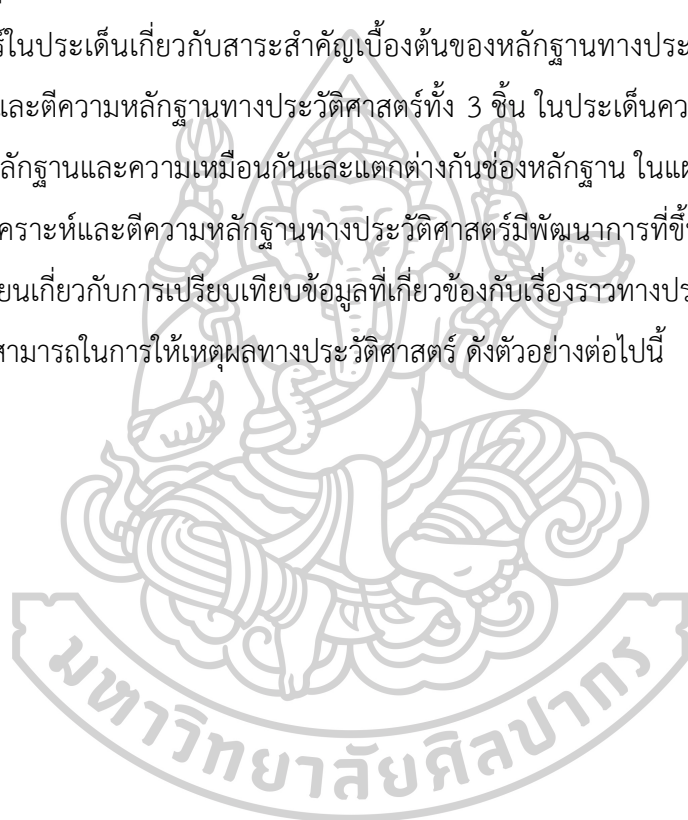 ร์ในประเด็นเกี่ยวกับสาระสำคัญเบื้องต้นของหลักฐานทางประ
และตีความหลักฐานทางประวัติศาสตร์ทั้ง 3 ชิ้น ในประเด็นคว
ลักฐานและความเหมือนกันและแตกต่างกันช่องหลักฐาน ในแผ
คราะห์และตีความหลักฐานทางประวัติศาสตร์มีพัฒนาการที่ขึ้น
ยนเกี่ยวกับการเปรียบเทียบข้อมูลที่เกี่ยวข้องกับเรื่องราวทางประ
สามารถในการให้เหตุผลทางประวัติศาสตร์ ดังตัวอย่างต่อไปนี้
มหาวิทยาลัยศิลปากร